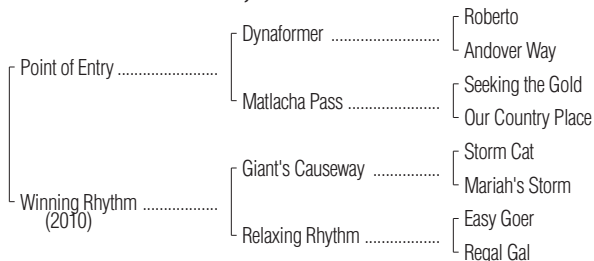 Roberto
Dynaformer ....................
Andover Way
Point of Entry ......................
Seeking the Gold
Matlacha Pass .................
Our Country Place
Storm Cat
Giant's Causeway ............
Mariah's Storm
Winning Rhythm ................
(2010)
Easy Goer
Relaxing Rhythm ..............
Regal Gal